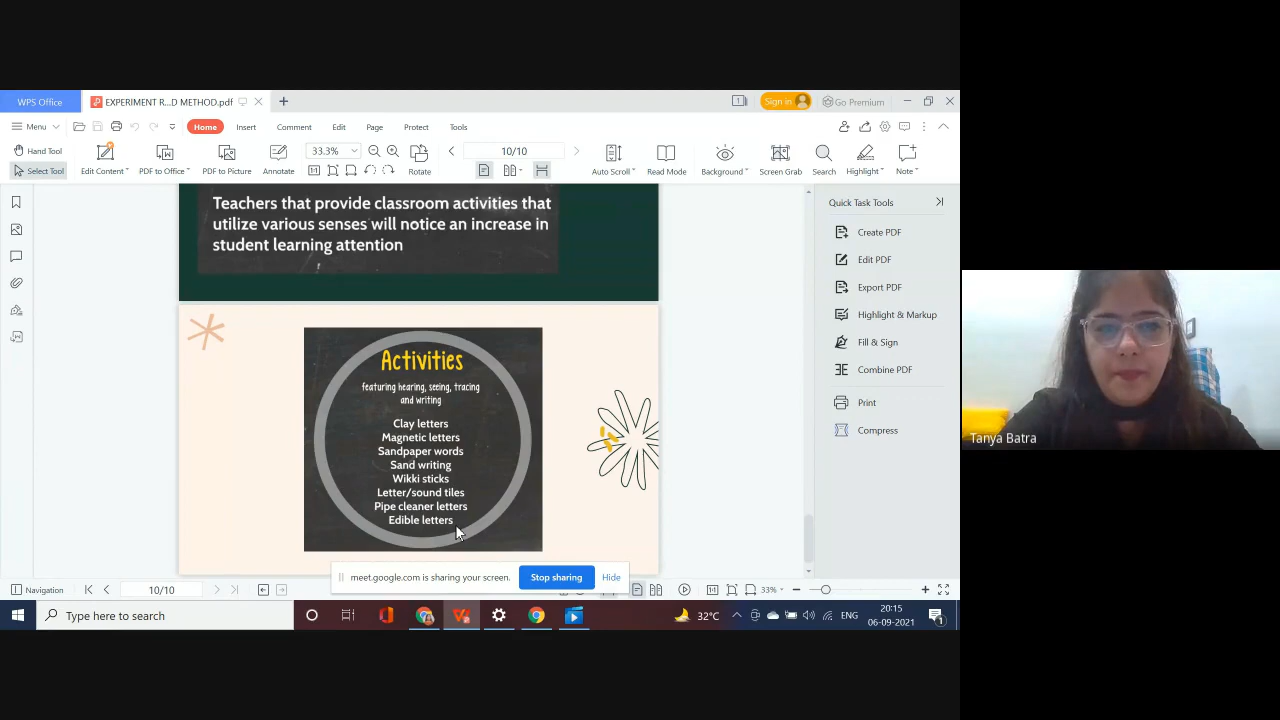 WPS Office
EXPERIMENT R...D METHOD.pdf
Sign in
Go Premium
Menu
Home
Insert
Comment
Edit
Page
Protect
Tools
Hand Tool
Select Tool
Edit Content
PDF to Office
PDF to Picture
Annotate
33.3%
Rotate
10/10
Auto Scroll
Read Mode
Background
Screen Grab
Search
Highlight
Note
Teachers that provide classroom activities that
utilize various senses will notice an increase in
student learning attention
Activities
featuring hearing, seeing, tracing
and writing
Clay letters
Magnetic letters
Sandpaper words
Sand writing
Wikki sticks
Letter/sound tiles
Pipe cleaner letters
Edible letters
Quick Task Tools
Create PDF
Edit PDF
Export PDF
Highlight & Markup
Fill & Sign
Combine PDF
Print
Compress
Tanya Batra
meet.google.com is sharing your screen.
Stop sharing
Hide
Navigation
10/10
33%
Type here to search
32°C
ENG
20:15
06-09-2021